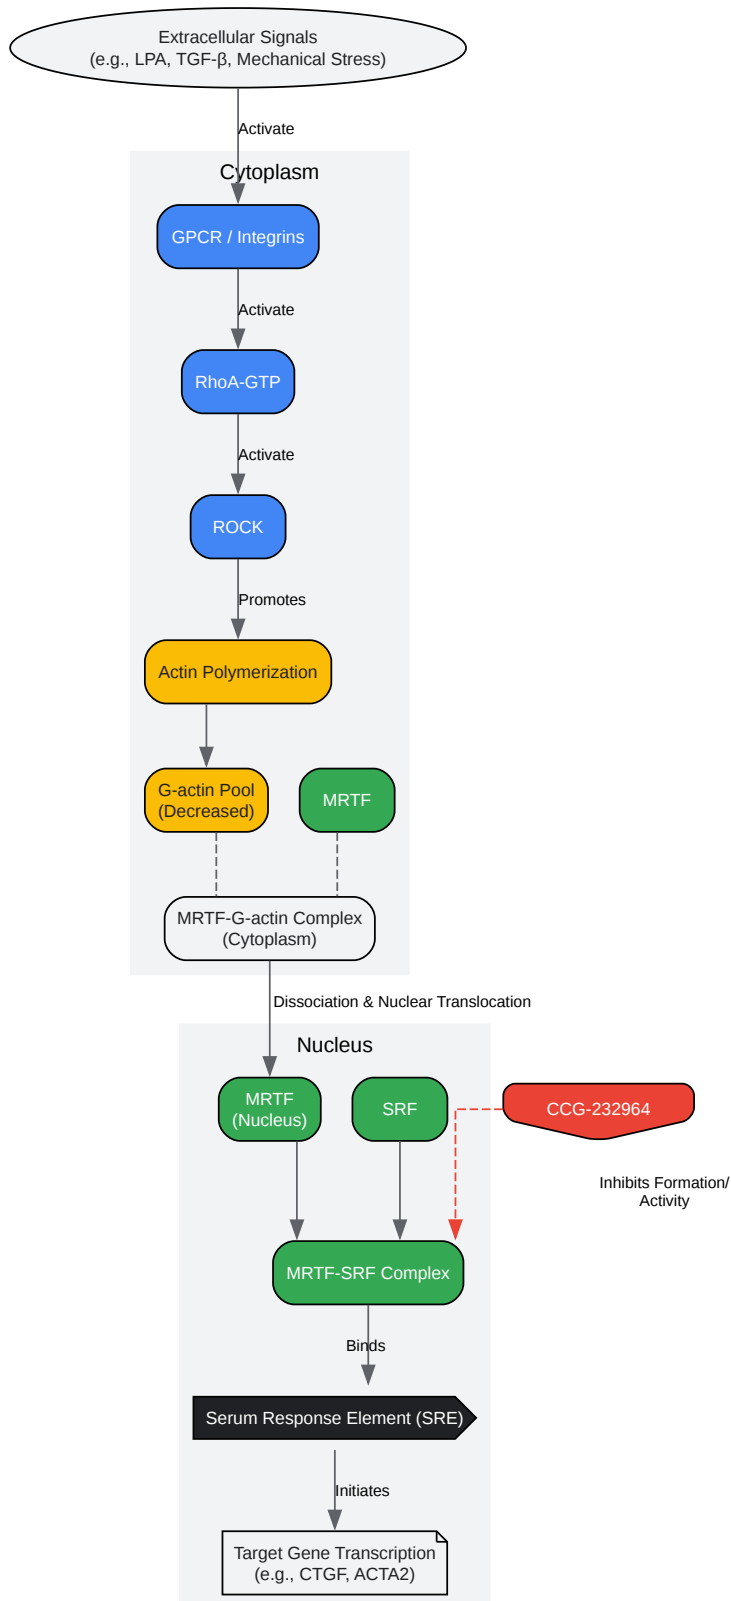 Extracellular Signals
(e.g., LPA, TGF-β, Mechanical Stress)
Activate
Cytoplasm
GPCR / Integrins
Activate
RhoA-GTP
Activate
ROCK
Promotes
Actin Polymerization
G-actin Pool
(Decreased)
MRTF
MRTF-G-actin Complex
(Cytoplasm)
Dissociation & Nuclear Translocation
Nucleus
MRTF
(Nucleus)
SRF
CCG-232964
Inhibits Formation/
Activity
MRTF-SRF Complex
Binds
Serum Response Element (SRE)
Initiates
Target Gene Transcription
(e.g., CTGF, ACTA2)